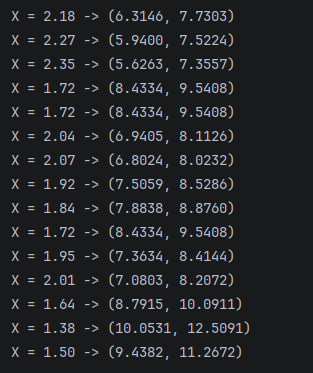 X = 2.18 -> (6.3146, 7.7303)
X = 2.27 -> (5.9400, 7.5224)
X = 2.35 -> (5.6263, 7.3557)
X = 1.72 -> (8.4334, 9.5408)
X = 1.72 -> (8.4334, 9.5408)
X = 2.04 -> (6.9405, 8.1126)
X = 2.07 -> (6.8024, 8.0232)
X = 1.92 -> (7.5059, 8.5286)
X = 1.84 -> (7.8838, 8.8760)
X = 1.72 -> (8.4334, 9.5408)
X = 1.95 -> (7.3634, 8.4144)
X = 2.01 -> (7.0803, 8.2072)
X = 1.64 -> (8.7915, 10.0911)
X = 1.38 -> (10.0531, 12.5091)
X = 1.50 -> (9.4382, 11.2672)